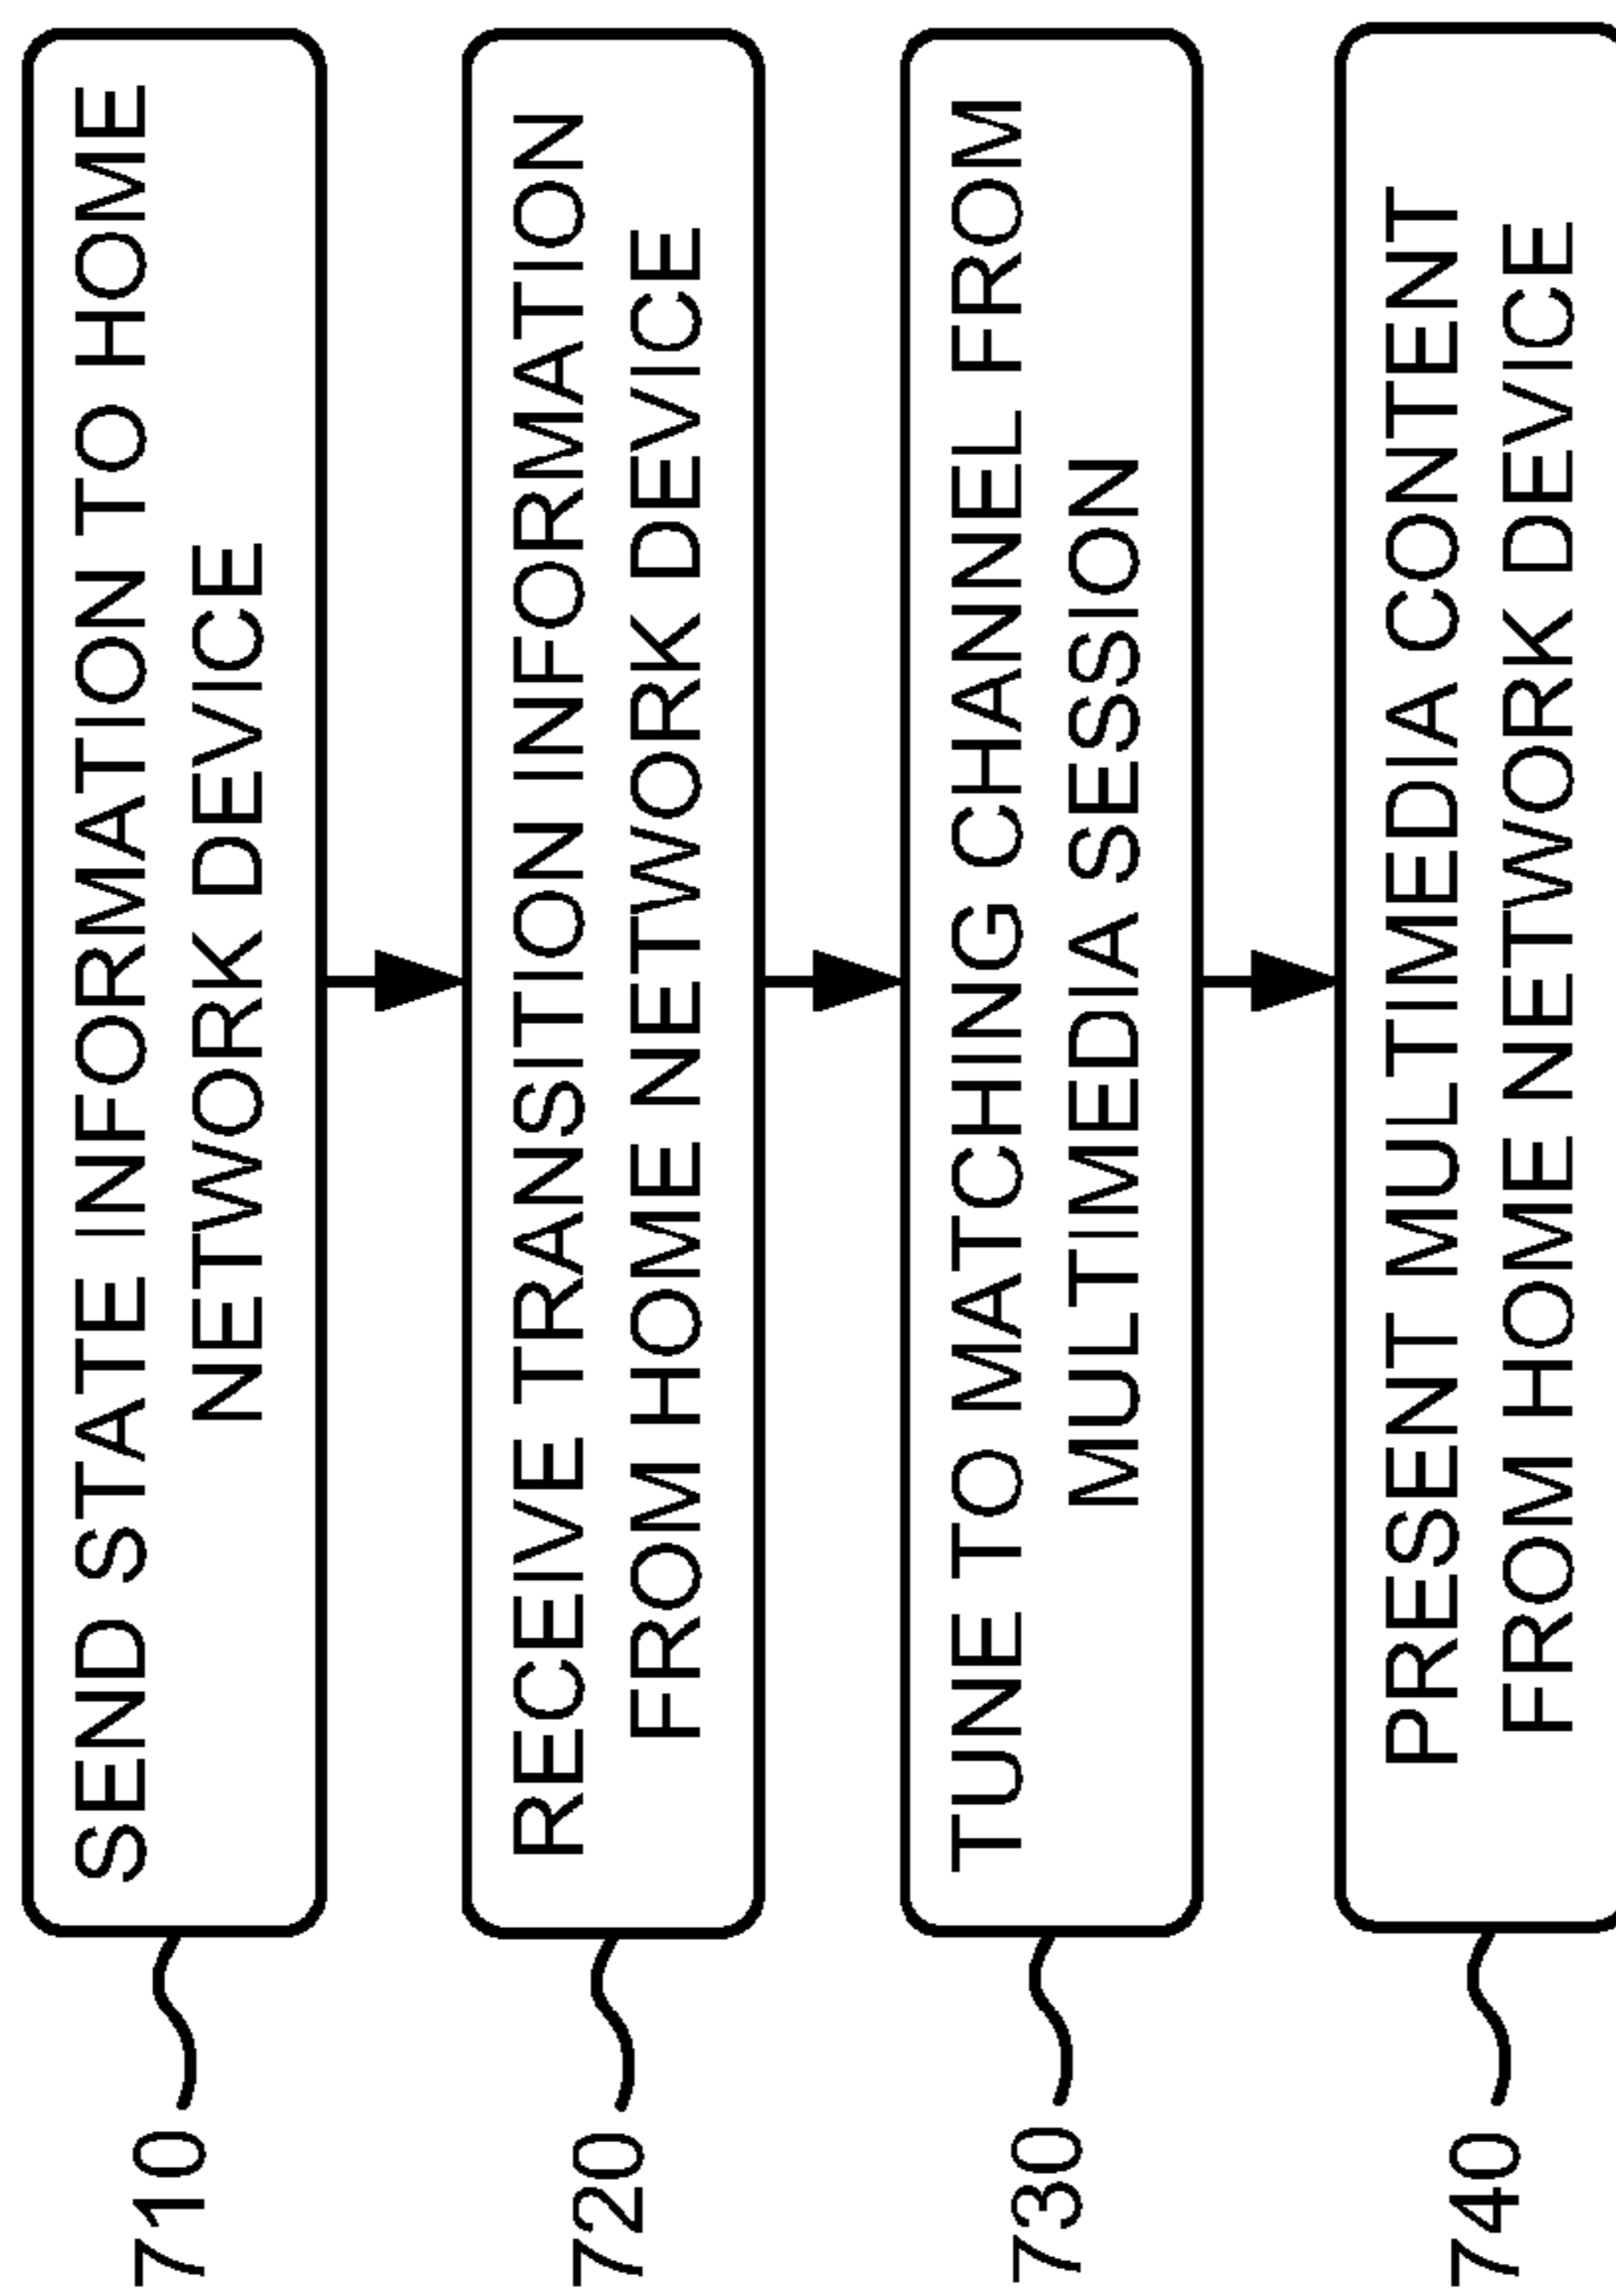 710
SEND STATE INFORMATION TO HOME
NETWORK DEVICE
720
RECEIVE TRANSITION INFORMATION
FROM HOME NETWORK DEVICE
730
TUNE TO MATCHING CHANNEL FROM
MULTIMEDIA SESSION
740
PRESENT MULTIMEDIA CONTENT
FROM HOME NETWORK DEVICE